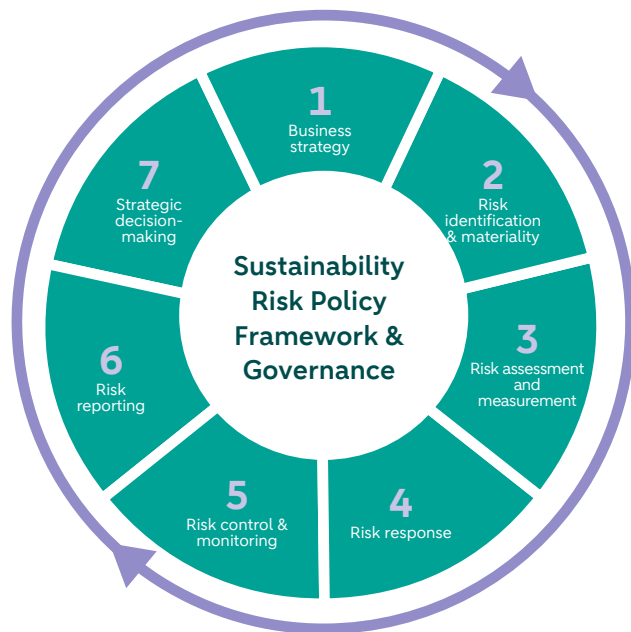 1
Business
strategy
2
Risk
identification
& materiality
3
Risk assessment
and
measurement
4
Risk response
5
Risk control &
monitoring
6
Risk
reporting
7
Strategic
decision-
making
Sustainability
Risk Policy
Framework &
Governance